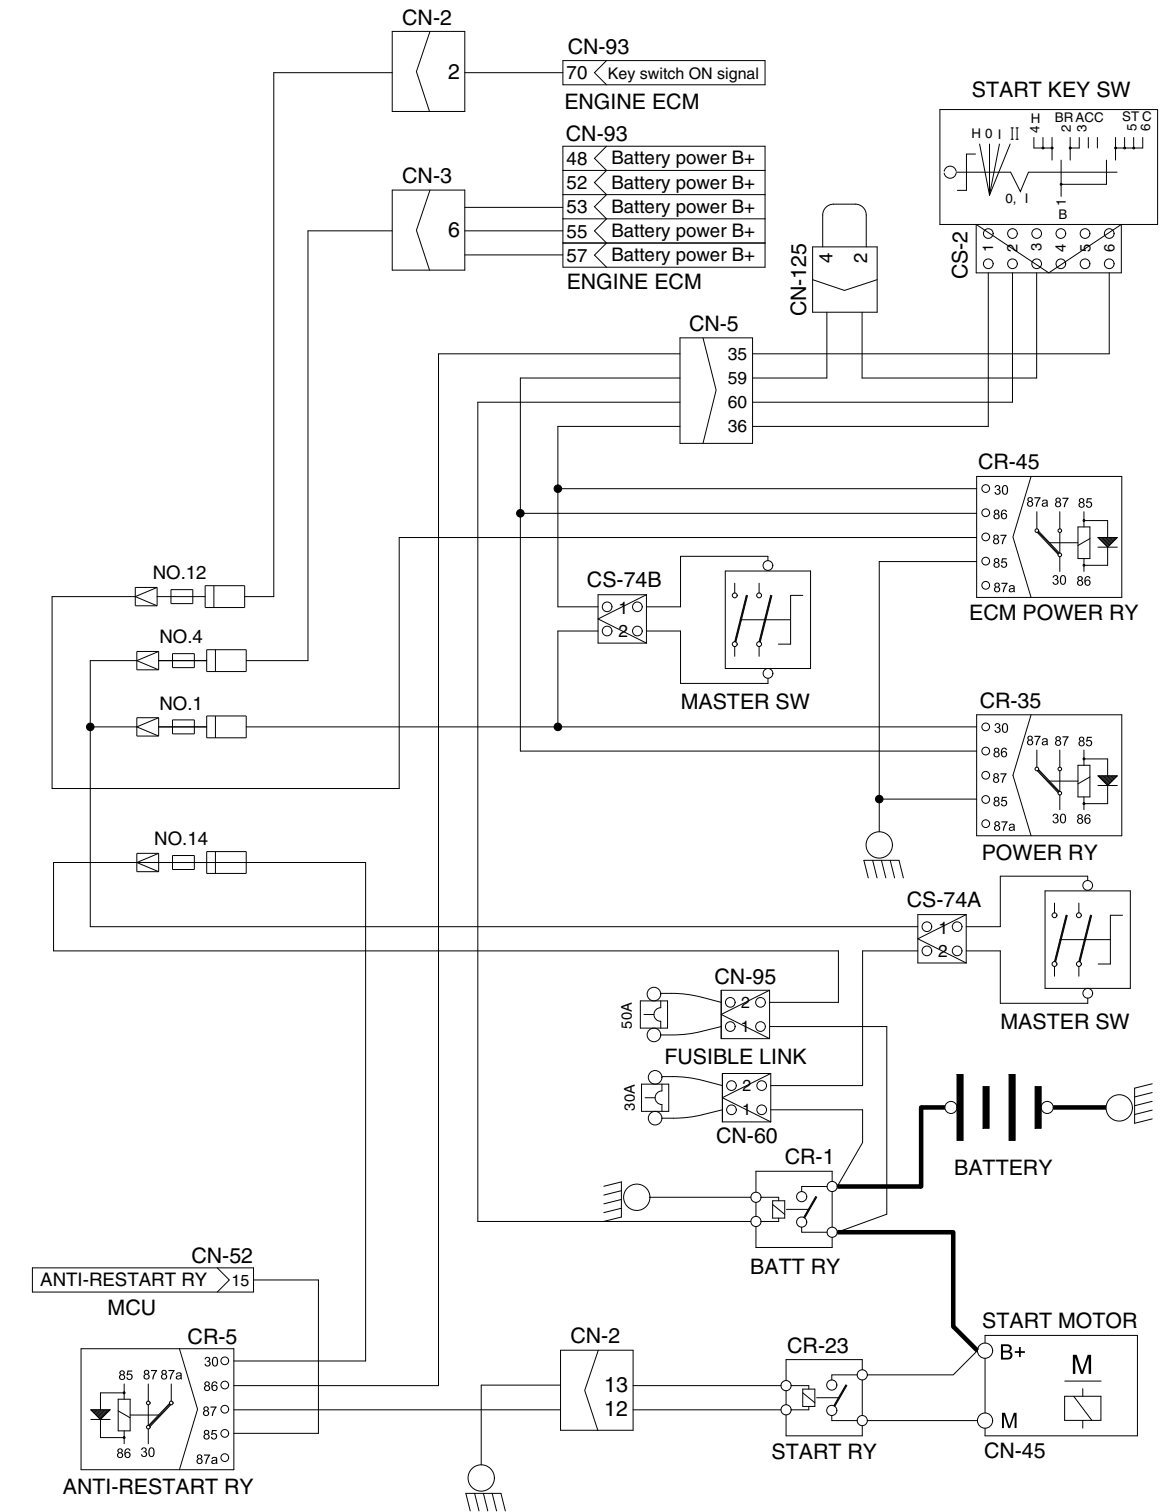 CN-2
2
CN-93
70 Key switch ON signal
ENGINE ECM
CN-93
48 Battery power B+
52 Battery power B+
53 Battery power B+
55 Battery power B+
57 Battery power B+
ENGINE ECM
CN-3
6
START KEY SW
H 0 I II
H BR ACC ST C
4 2 3 5 6
0, I
1
B
CS-2
1 2 3 4 5 6
CN-125
4 2
CN-5
35
59
60
36
CR-45
30
86
87
85
87a
87a 87 85
30 86
ECM POWER RY
NO.12
NO.4
NO.1
CS-74B
1
2
MASTER SW
CR-35
30
86
87
85
87a
87a 87 85
30 86
POWER RY
NO.14
CS-74A
1
2
MASTER SW
CN-95
50A
2
1
FUSIBLE LINK
30A
2
1
CN-60
BATTERY
CR-1
BATT RY
CN-52
ANTI-RESTART RY 15
MCU
CR-5
30
86
87
85
87a
85 87 87a
86 30
ANTI-RESTART RY
CN-2
13
12
CR-23
START RY
START MOTOR
B+
M
M
CN-45